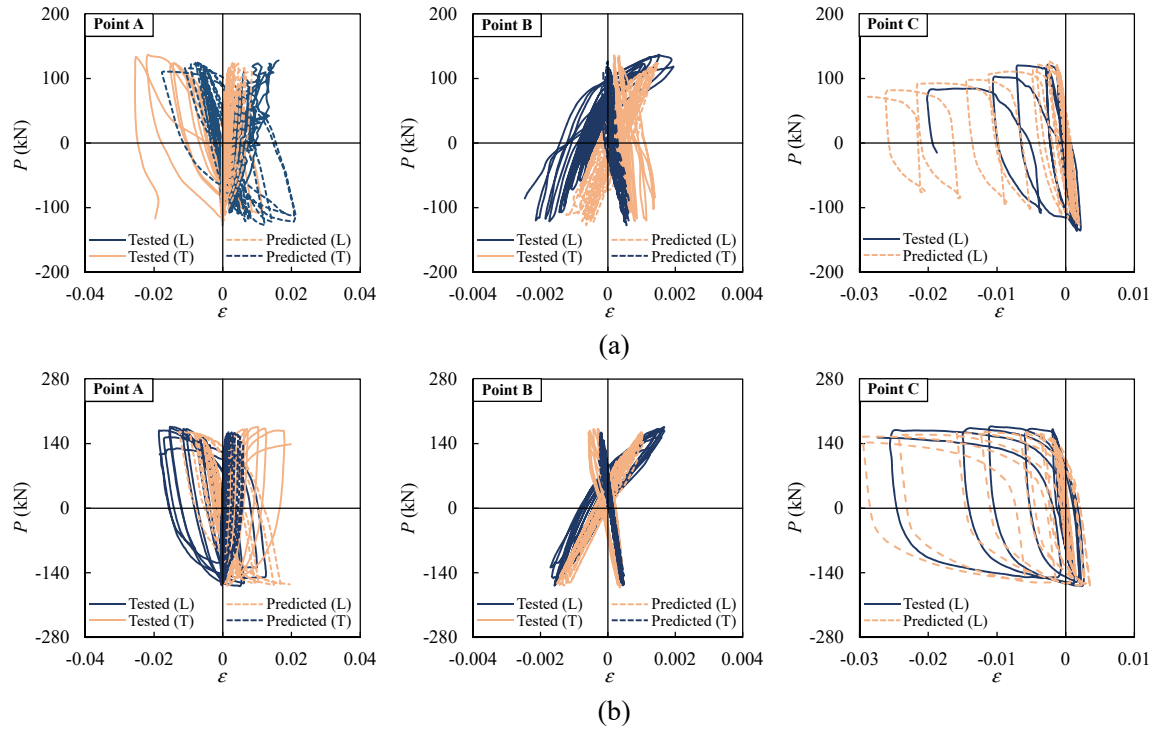 Point A
200
100
0
-100
-200
P (kN)
-0.04 -0.02 0 0.02 0.04
ε
Tested (L) Predicted (L)
Tested (T) Predicted (T)
Point B
200
100
0
-100
-200
P (kN)
-0.004 -0.002 0 0.002 0.004
ε
Tested (L) Predicted (L)
Tested (T) Predicted (T)
Point C
200
100
0
-100
-200
P (kN)
-0.03 -0.02 -0.01 0 0.01
ε
Tested (L)
Predicted (L)
(a)
Point A
280
140
0
-140
-280
P (kN)
-0.04 -0.02 0 0.02 0.04
ε
Tested (L) Predicted (L)
Tested (T) Predicted (T)
Point B
280
140
0
-140
-280
P (kN)
-0.004 -0.002 0 0.002 0.004
ε
Tested (L) Predicted (L)
Tested (T) Predicted (T)
Point C
280
140
0
-140
-280
P (kN)
-0.03 -0.02 -0.01 0 0.01
ε
Tested (L)
Predicted (L)
(b)